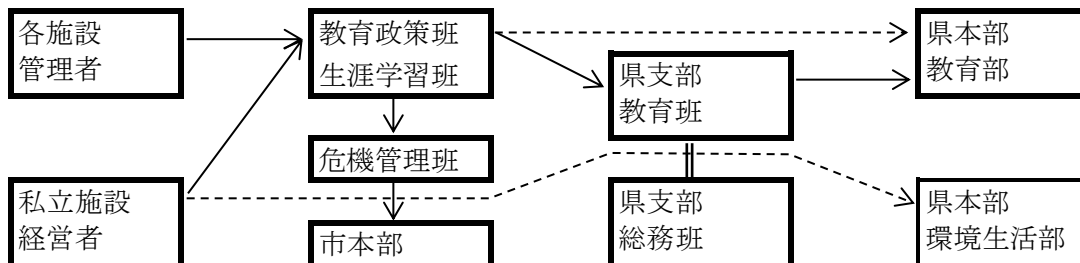 各施設
管理者
教育政策班
生涯学習班
県本部
教育部
県支部
教育班
危機管理班
私立施設
経営者
市本部
県支部
総務班
県本部
環境生活部